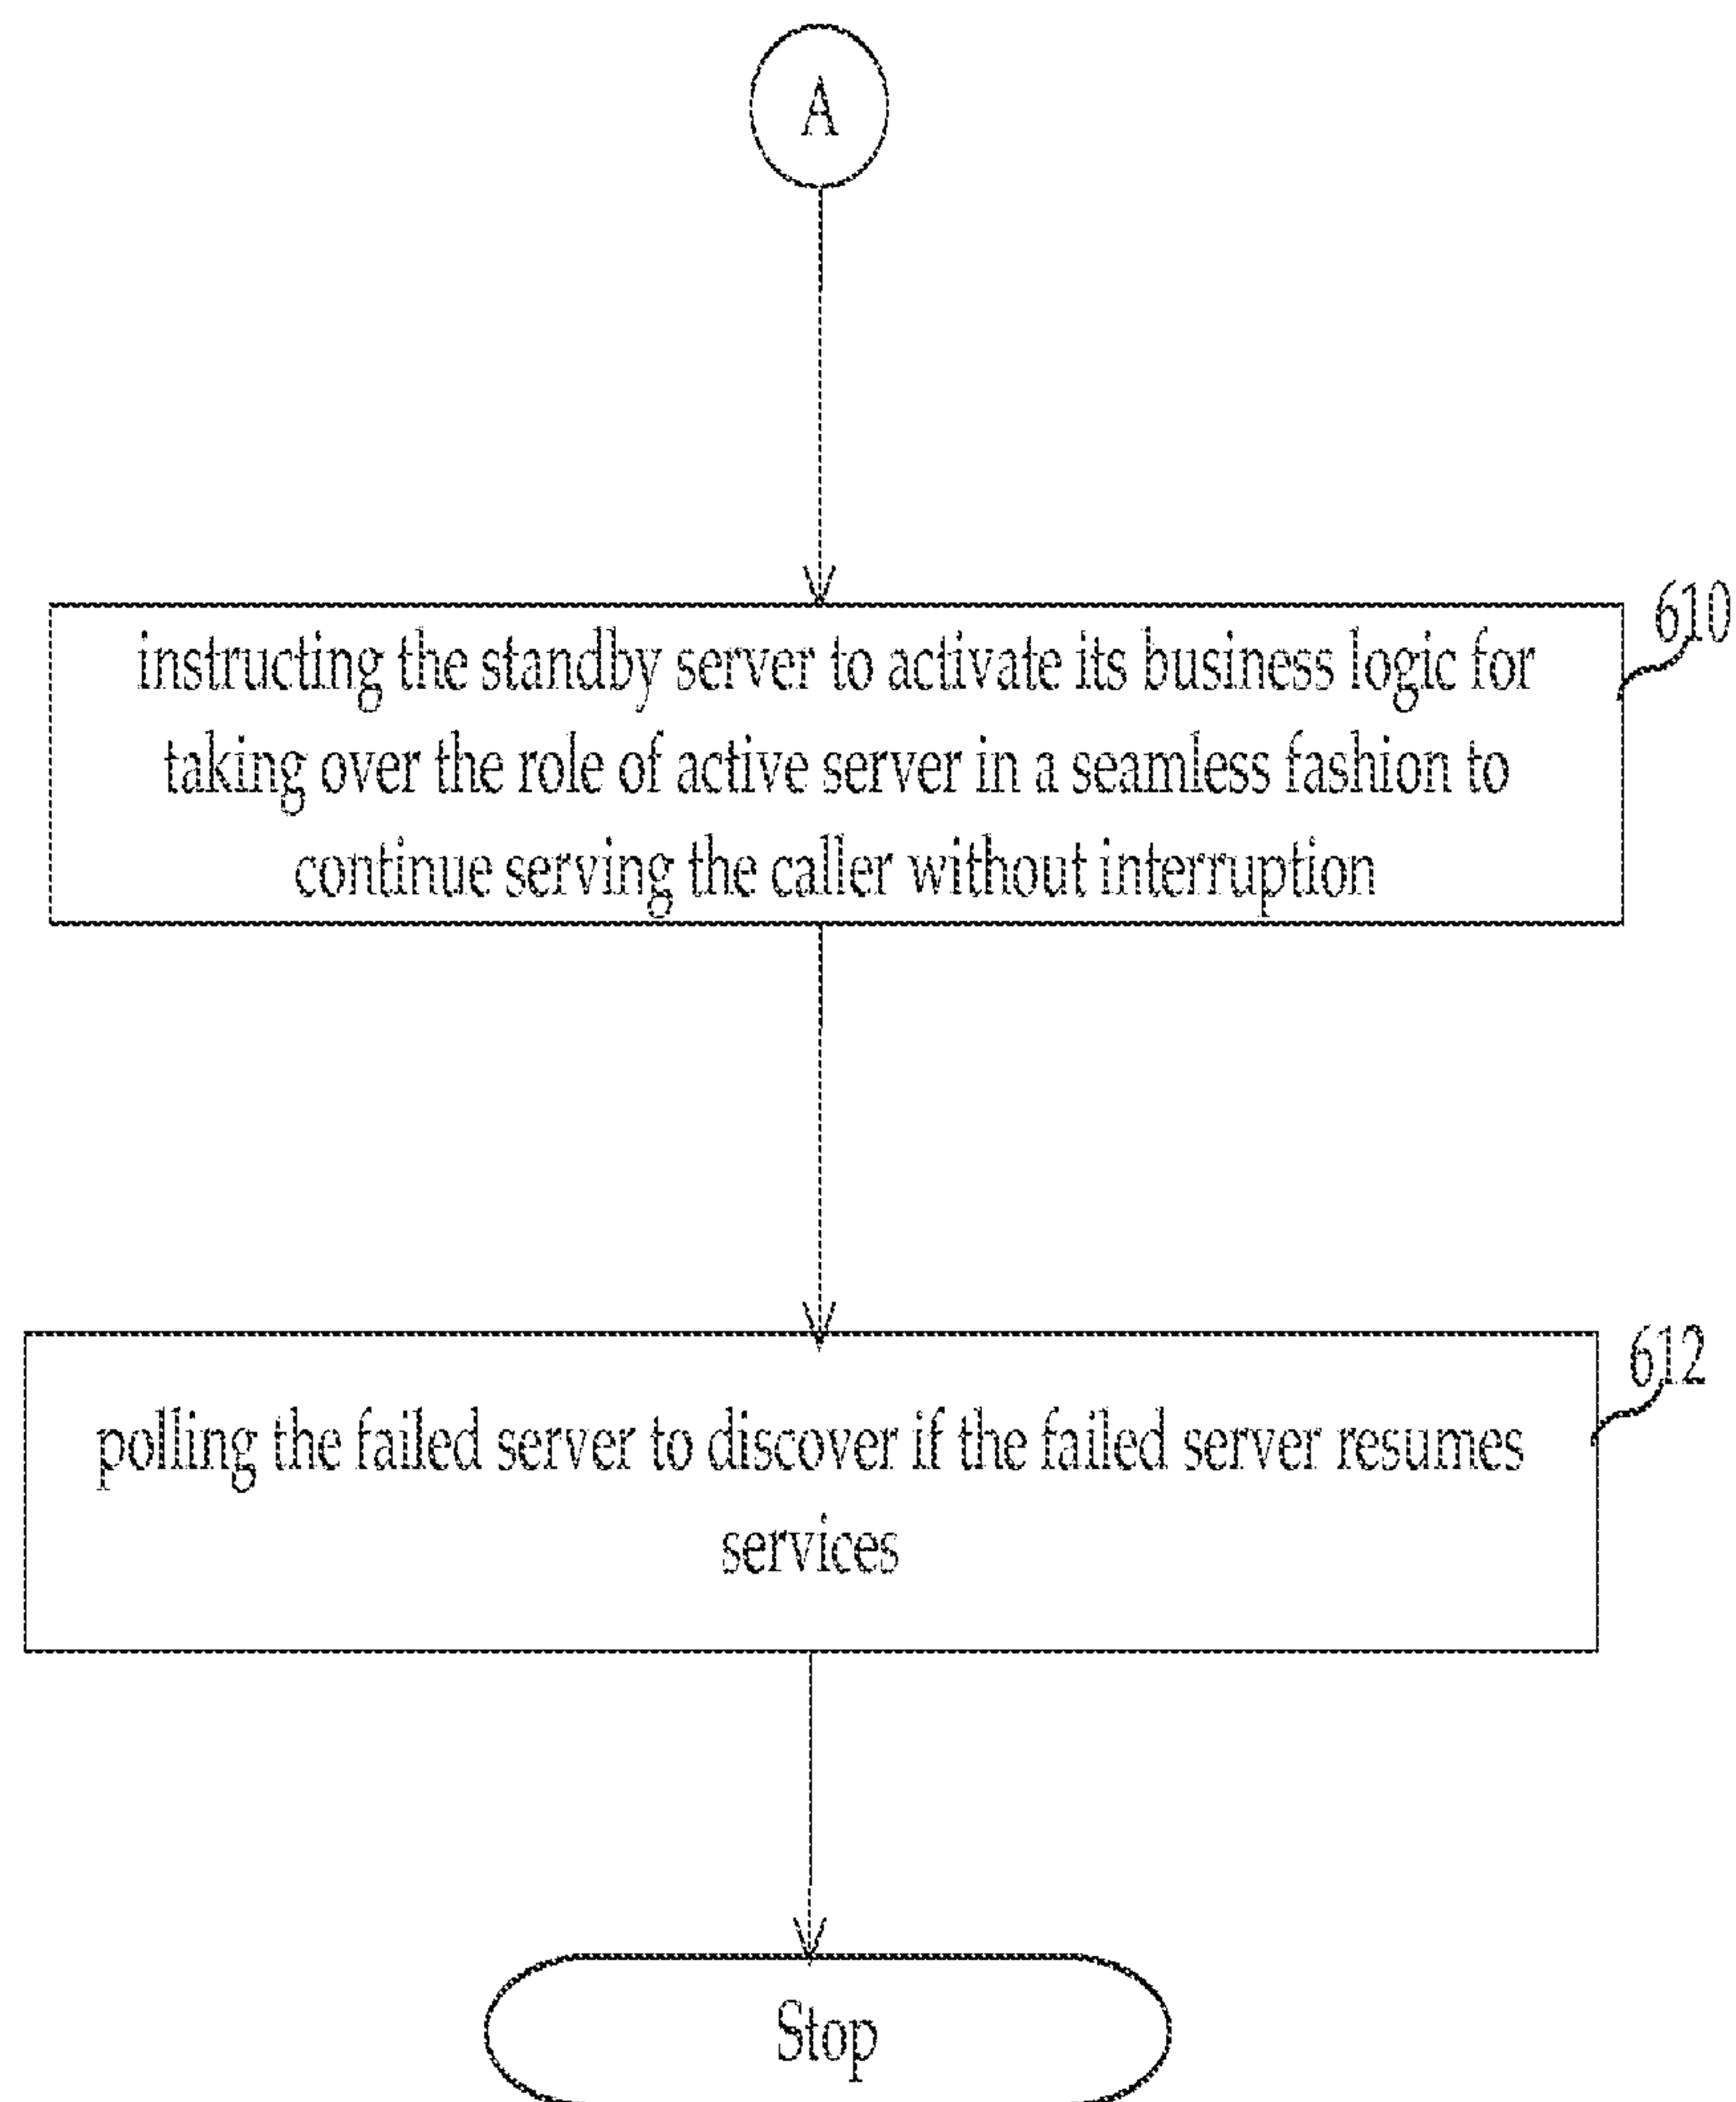 A
610
instructing the standby server to activate its business logic for
taking over the role of active server in a seamless fashion to
continue serving the caller without interruption
612
polling the failed server to discover if the failed server resumes
services
Stop